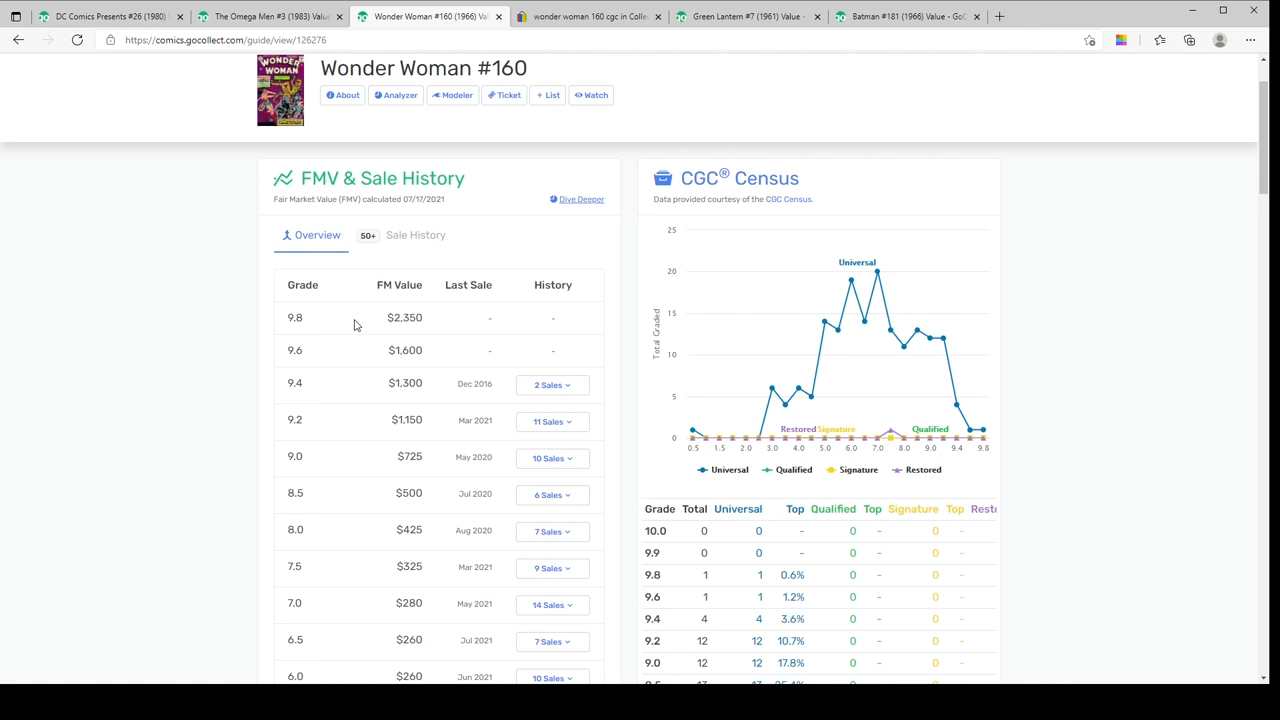 DC Comics Presents #26 (1980) V
The Omega Men #3 (1983) Value
Wonder Woman #160 (1966) Valu
wonder woman 160 cgc in Collec
Green Lantern #7 (1961) Value -
Batman #181 (1966) Value - GoC
https://comics.gocollect.com/guide/view/126276
WONDER WOMAN
Wonder Woman #160
About Analyzer Modeler Ticket + List Watch
FMV & Sale History
Fair Market Value (FMV) calculated 07/17/2021 Dive Deeper
Overview 50+ Sale History
Grade FM Value Last Sale History
9.8 $2,350 - -
9.6 $1,600 - -
9.4 $1,300 Dec 2016 2 Sales
9.2 $1,150 Mar 2021 11 Sales
9.0 $725 May 2020 10 Sales
8.5 $500 Jul 2020 6 Sales
8.0 $425 Aug 2020 7 Sales
7.5 $325 Mar 2021 9 Sales
7.0 $280 May 2021 14 Sales
6.5 $260 Jul 2021 7 Sales
6.0 $260 Jun 2021 10 Sales
CGC® Census
Data provided courtesy of the CGC Census.
25
20
15
10
5
0
Total Graded
Universal
Restored Signature Qualified
0.5 1.5 2.0 3.0 4.0 5.0 6.0 7.0 8.0 9.0 9.4 9.8
Universal Qualified Signature Restored
Grade Total Universal Top Qualified Top Signature Top Resto
10.0 0 0 - 0 - 0 -
9.9 0 0 - 0 - 0 -
9.8 1 1 0.6% 0 - 0 -
9.6 1 1 1.2% 0 - 0 -
9.4 4 4 3.6% 0 - 0 -
9.2 12 12 10.7% 0 - 0 -
9.0 12 12 17.8% 0 - 0 -